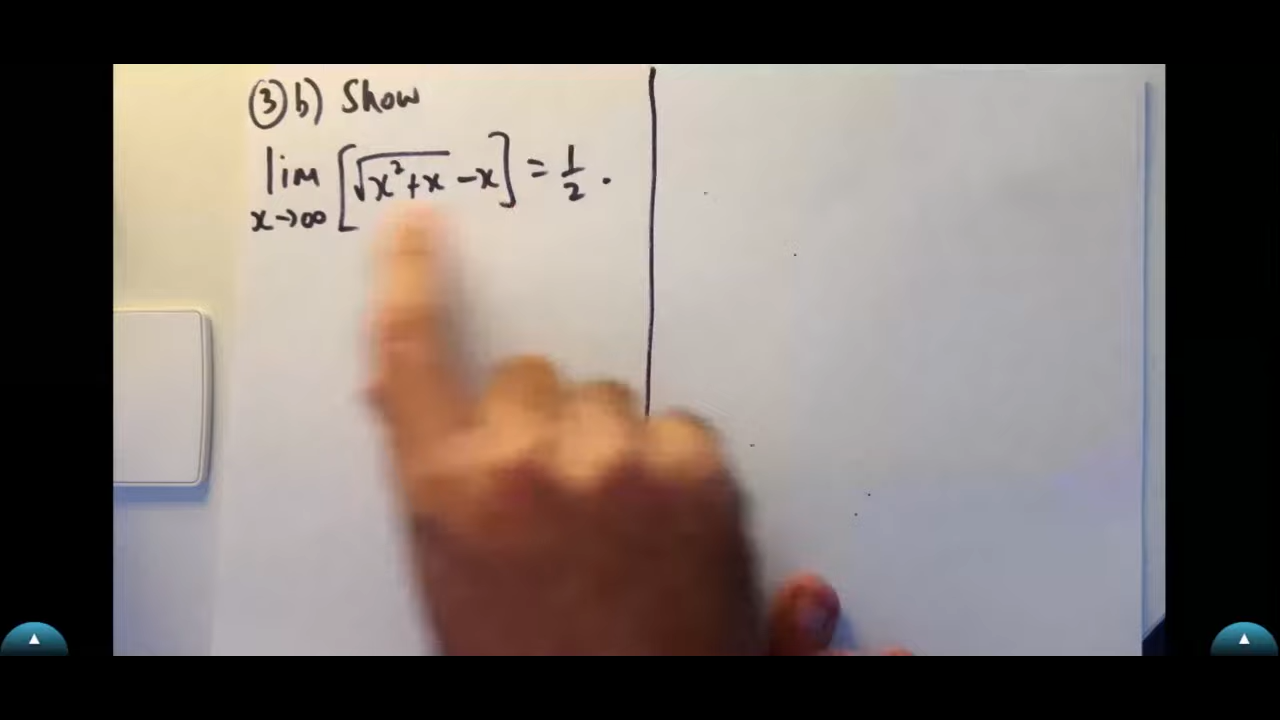 ③ b) Show
lim [√(x²+x) - x] = 1/2 .
x→∞